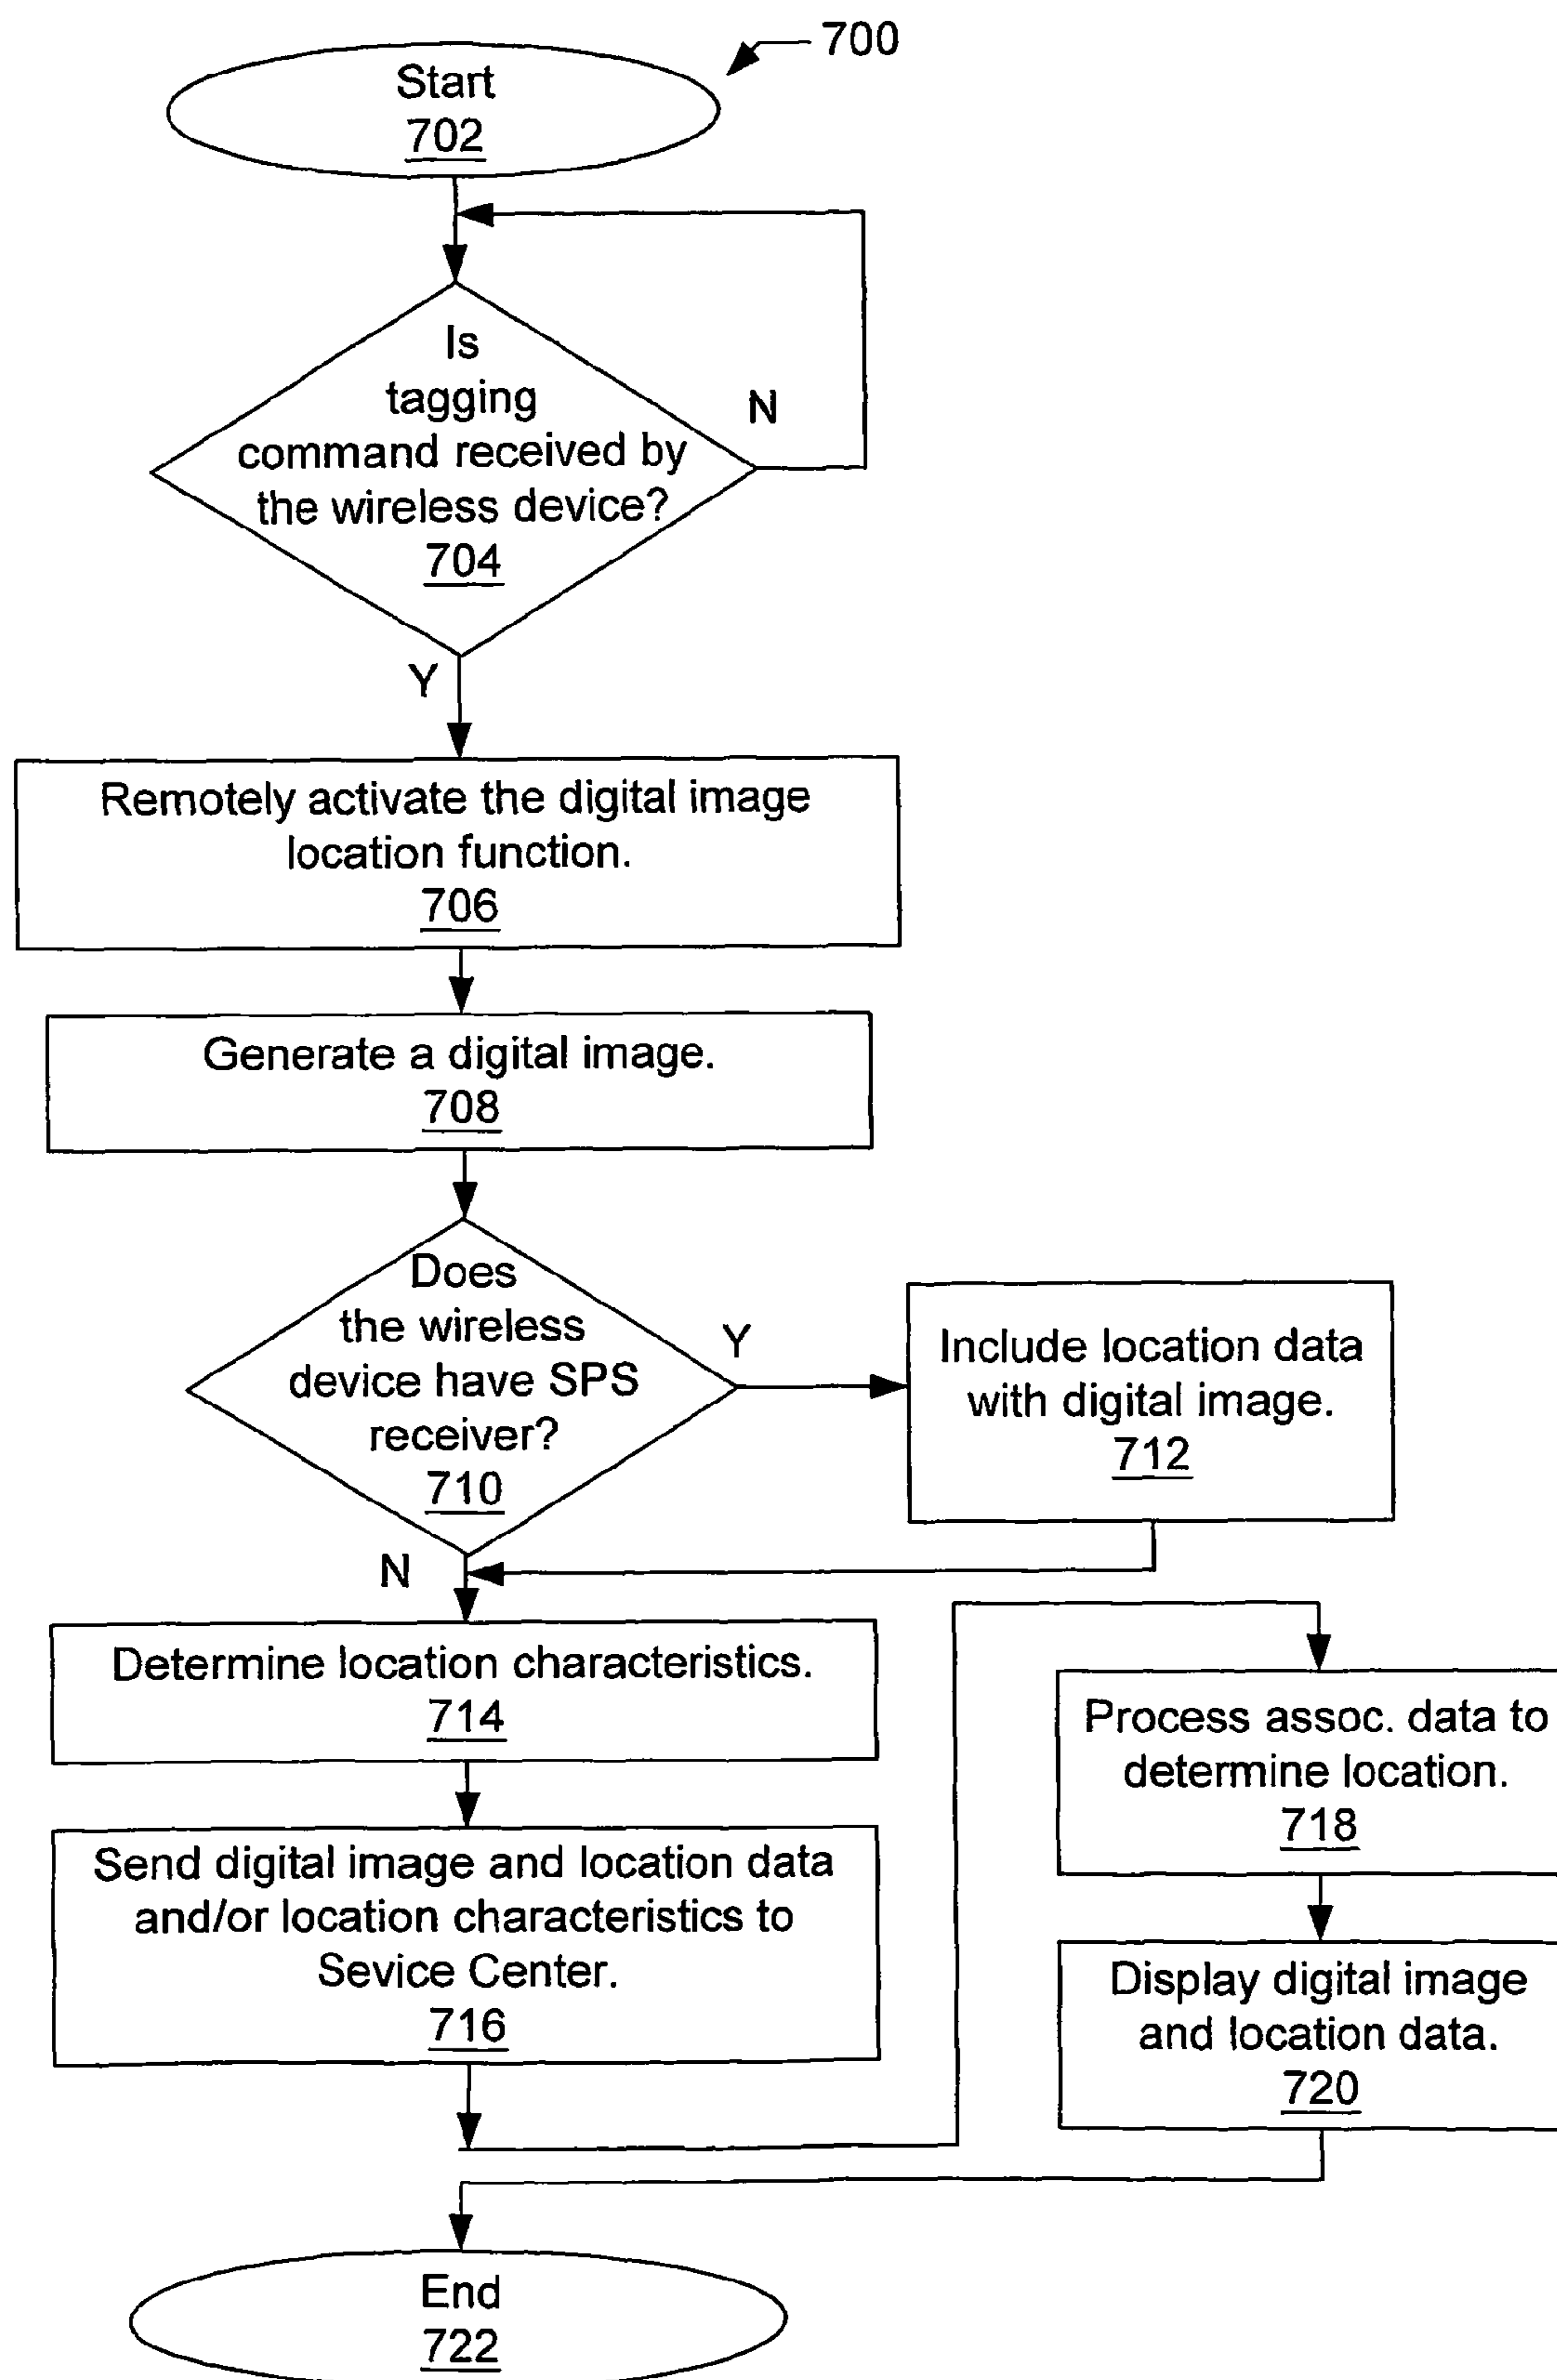 700
Start
702
Is
tagging
command received by
the wireless device?
704
N
Y
Remotely activate the digital image
location function.
706
Generate a digital image.
708
Does
the wireless
device have SPS
receiver?
710
Y
Include location data
with digital image.
712
N
Determine location characteristics.
714
Send digital image and location data
and/or location characteristics to
Sevice Center.
716
Process assoc. data to
determine location.
718
Display digital image
and location data.
720
End
722